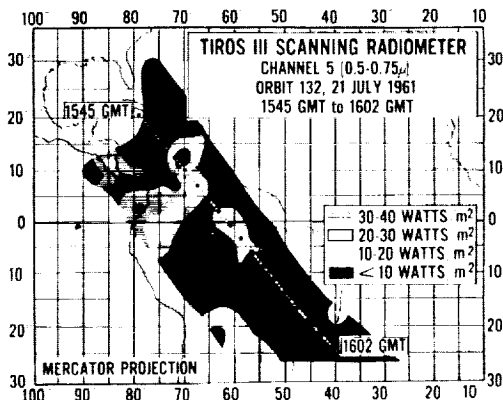 100 90 80 70 60 50 40 30 20 10
TIROS III SCANNING RADIOMETER
CHANNEL 5 (0.5-0.75μ)
ORBIT 132, 21 JULY 1961
1545 GMT to 1602 GMT
30 30
1545 GMT
20 20
10 10
0 0
30-40 WATTS m²
20-30 WATTS m²
10-20 WATTS m²
< 10 WATTS m²
10 10
20 20
1602 GMT
MERCATOR PROJECTION
30 30
100 90 80 70 60 50 40 30 20 10